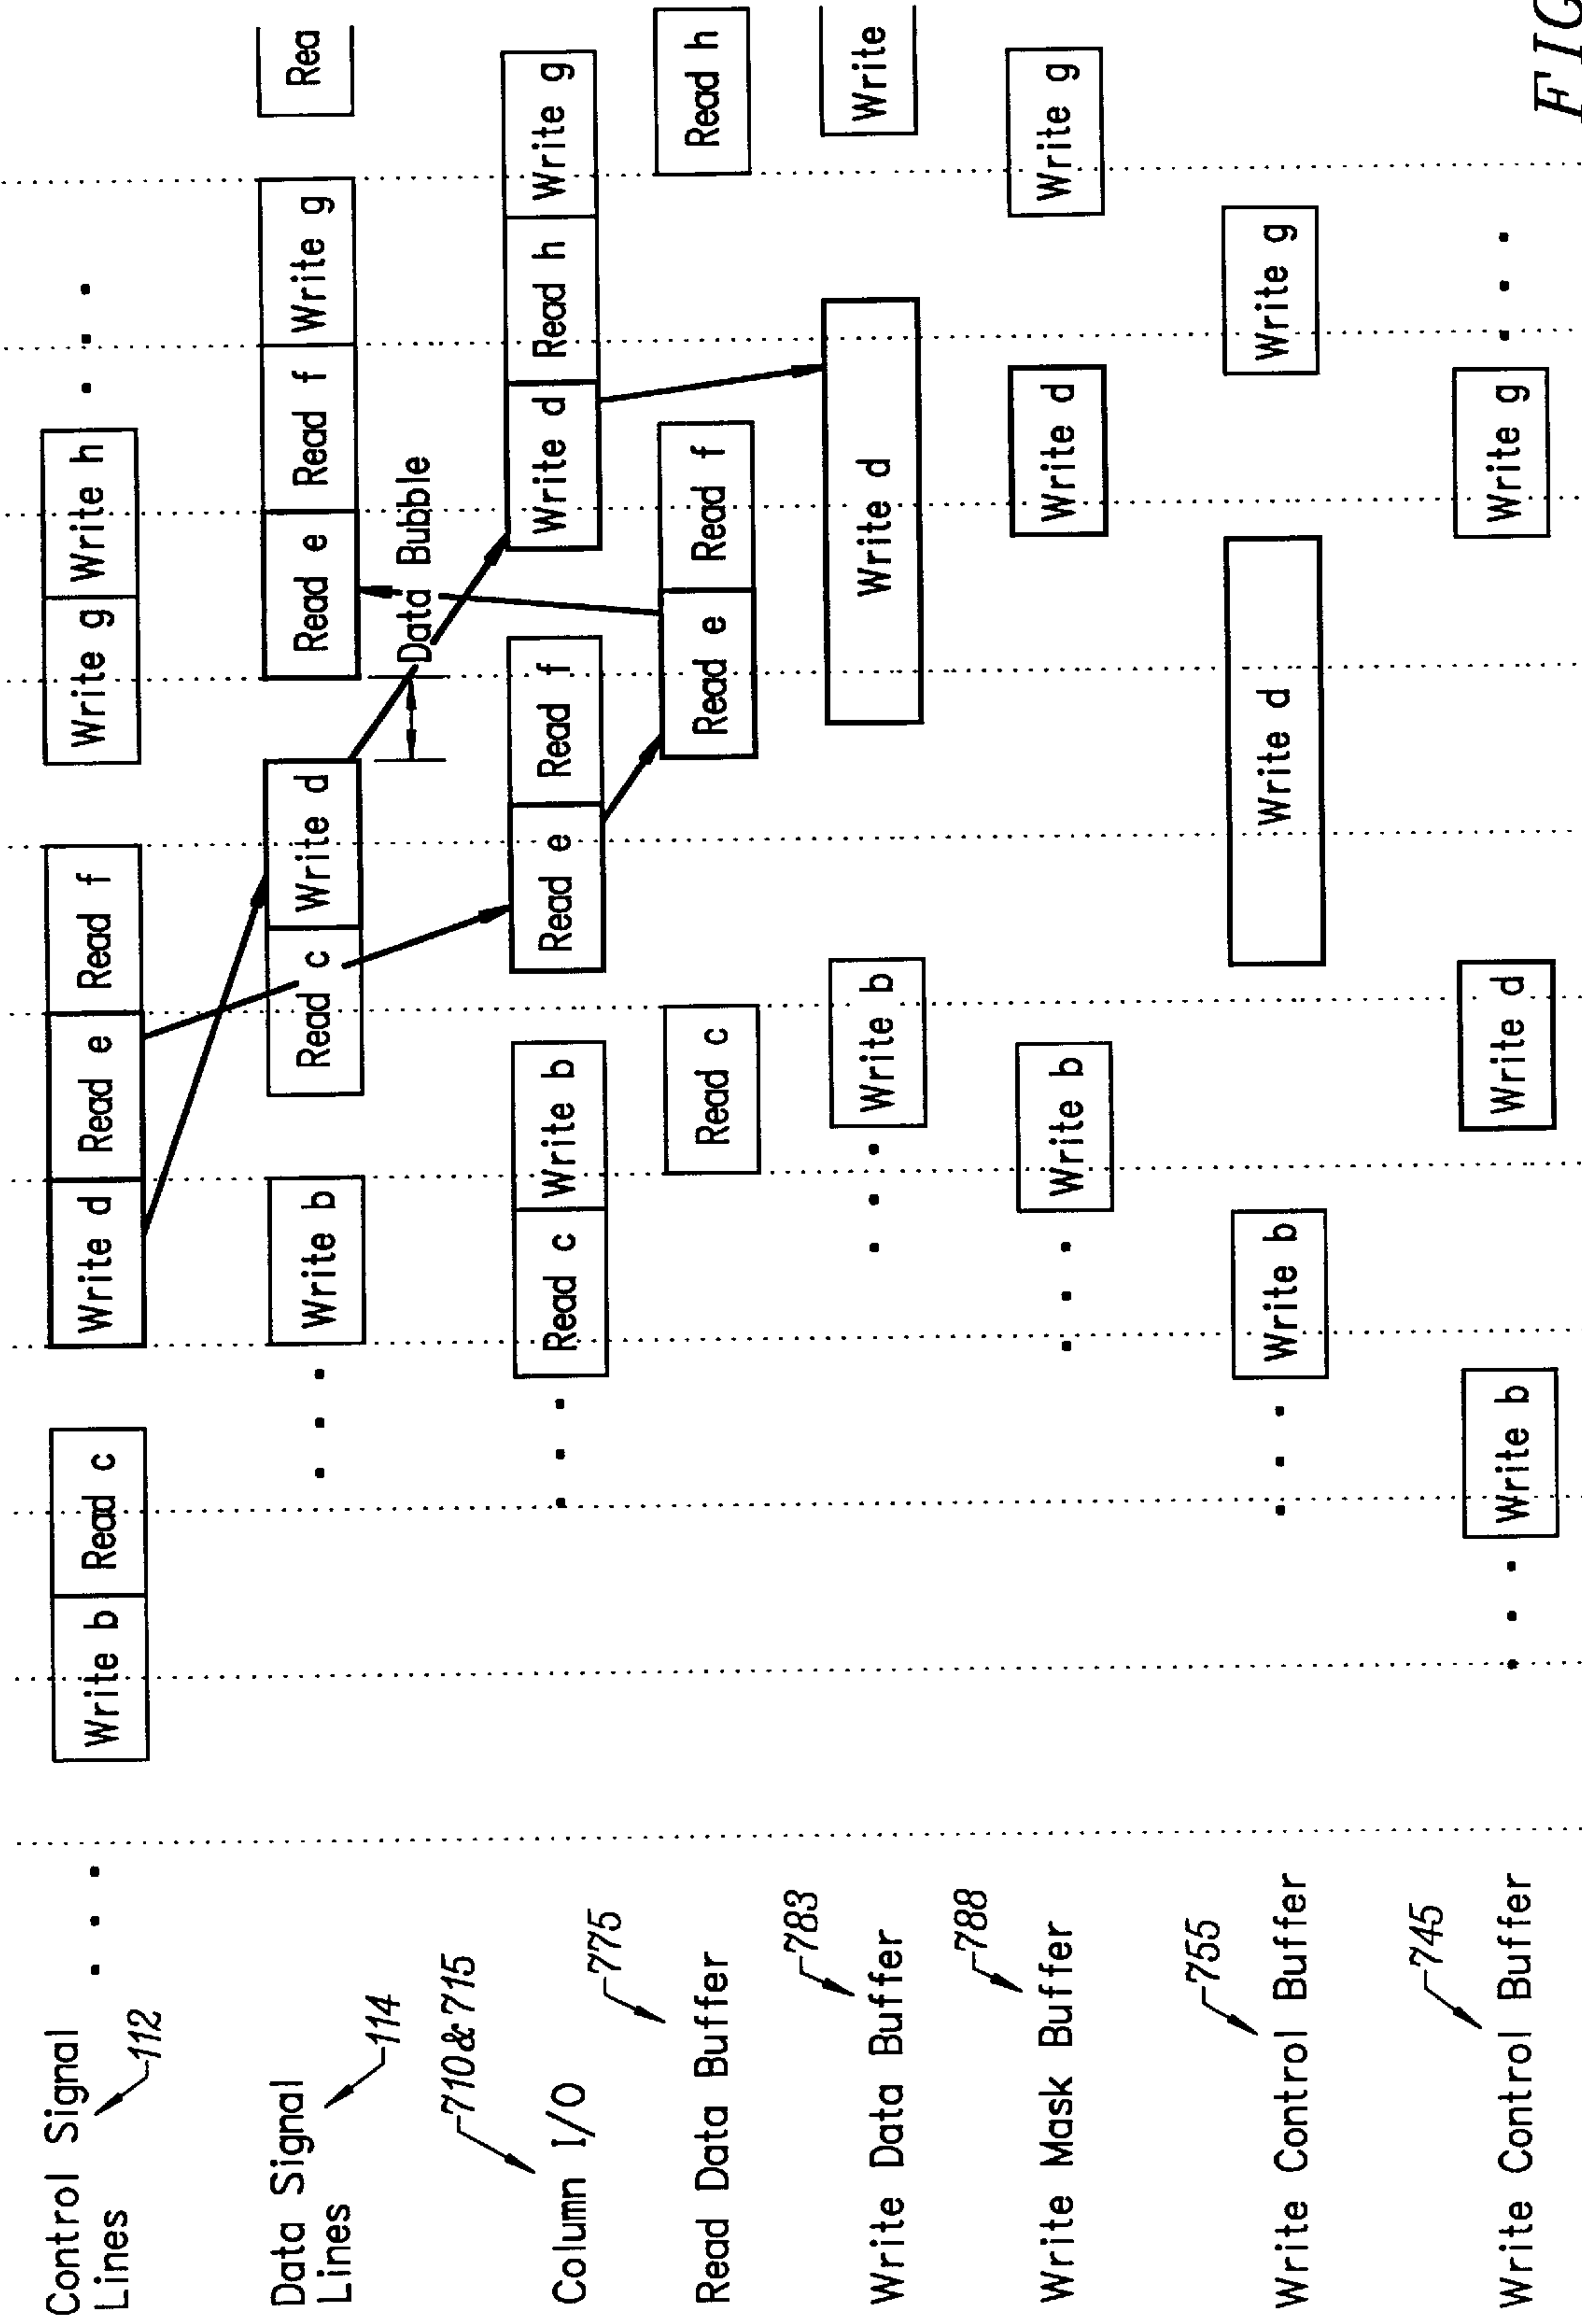 Control Signal
Lines
112
. . .
Write b Read c Write d Read e Read f Write g Write h . . .
Data Signal
Lines
114
. . . Write b Read c Write d Read e Read f Write g Rea
Data Bubble
710&715
Column I/O
. . . Read c Write b Read e Read f Write d Read h Write g
775
Read Data Buffer
Read c Read e Read f Read h
783
Write Data Buffer
. . . Write b Write d Write
788
Write Mask Buffer
. . . Write b Write d Write g
755
Write Control Buffer
. . . Write b Write d Write g
745
Write Control Buffer
. . . Write b Write d Write g . . .
FIG